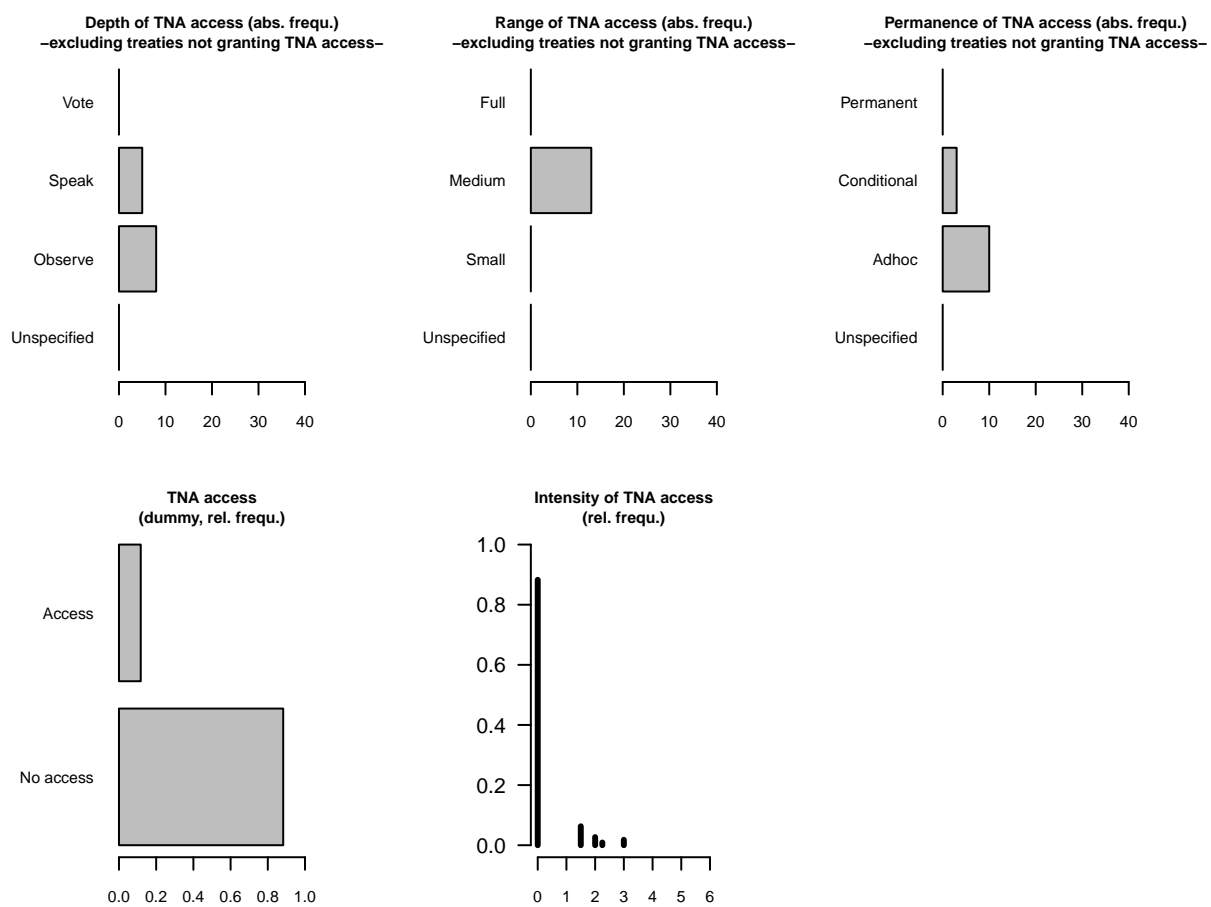 Depth of TNA access (abs. frequ.)
−excluding treaties not granting TNA access−
Vote
Speak
Observe
Unspecified
0 10 20 30 40
Range of TNA access (abs. frequ.)
−excluding treaties not granting TNA access−
Full
Medium
Small
Unspecified
0 10 20 30 40
Permanence of TNA access (abs. frequ.)
−excluding treaties not granting TNA access−
Permanent
Conditional
Adhoc
Unspecified
0 10 20 30 40
TNA access
(dummy, rel. frequ.)
Access
No access
0.0 0.2 0.4 0.6 0.8 1.0
Intensity of TNA access
(rel. frequ.)
1.0
0.8
0.6
0.4
0.2
0.0
0 1 2 3 4 5 6